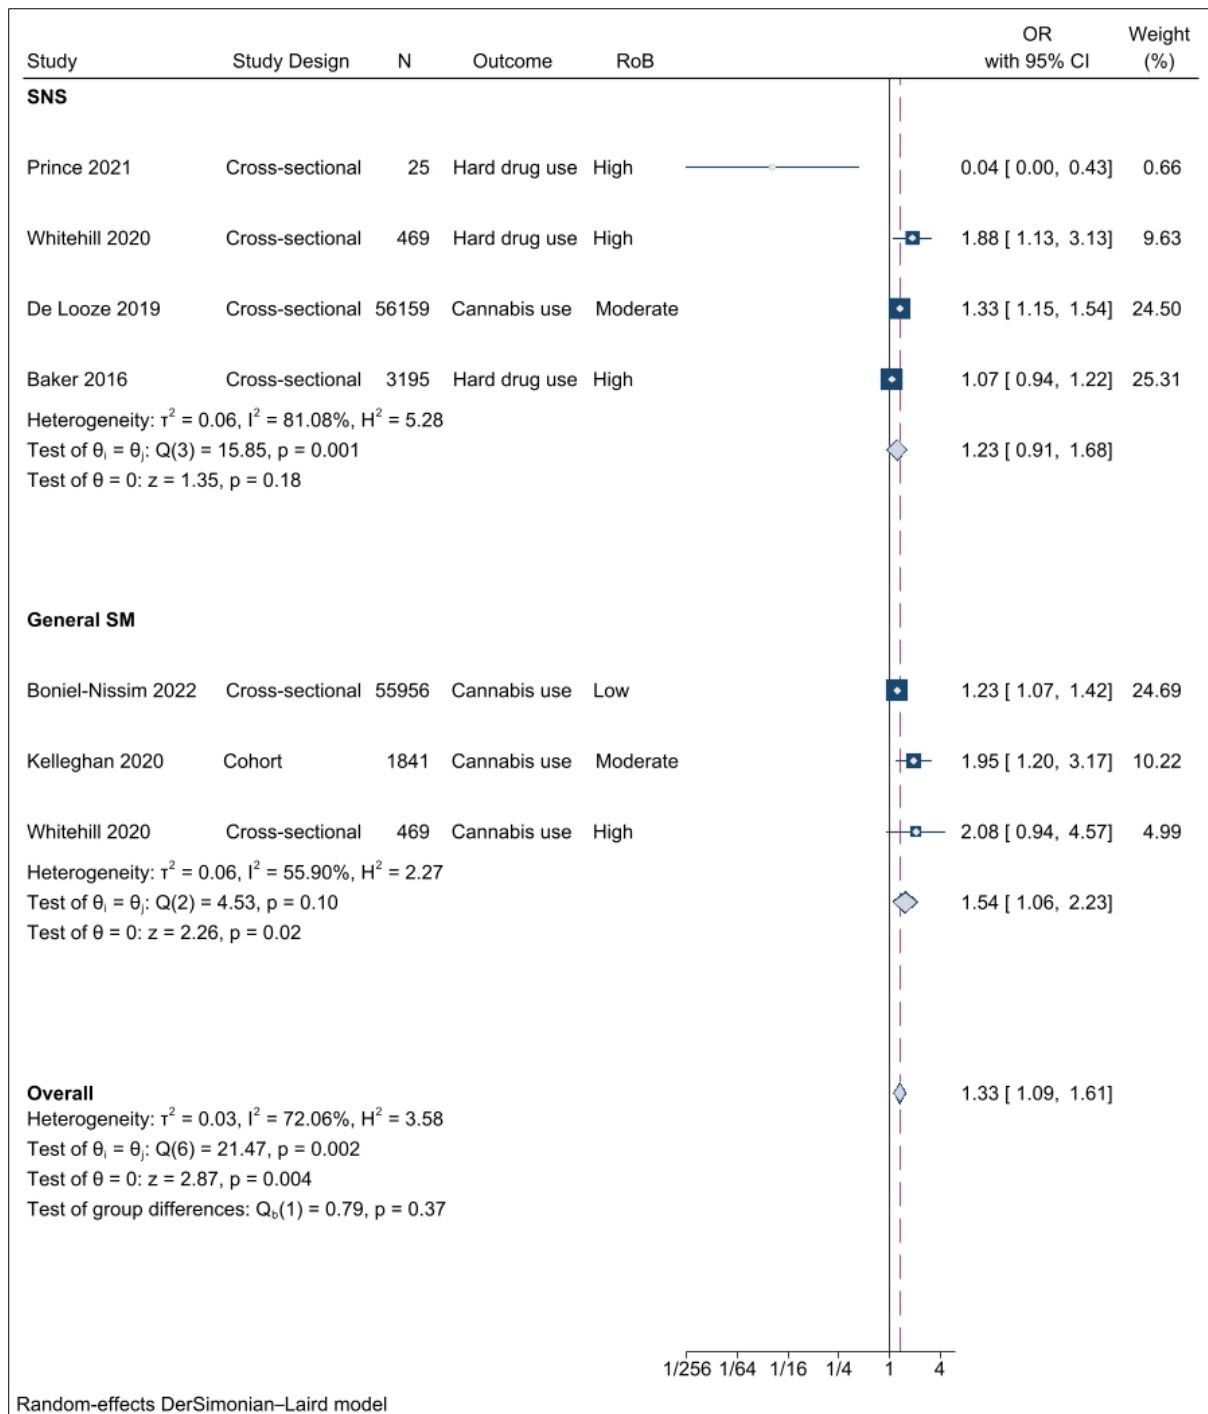 OR Weight
Study Study Design N Outcome RoB with 95% CI (%)
SNS
Prince 2021 Cross-sectional 25 Hard drug use High 0.04 [ 0.00, 0.43] 0.66
Whitehill 2020 Cross-sectional 469 Hard drug use High 1.88 [ 1.13, 3.13] 9.63
De Looze 2019 Cross-sectional 56159 Cannabis use Moderate 1.33 [ 1.15, 1.54] 24.50
Baker 2016 Cross-sectional 3195 Hard drug use High 1.07 [ 0.94, 1.22] 25.31
Heterogeneity: τ² = 0.06, I² = 81.08%, H² = 5.28
Test of θᵢ = θⱼ: Q(3) = 15.85, p = 0.001 1.23 [ 0.91, 1.68]
Test of θ = 0: z = 1.35, p = 0.18
General SM
Boniel-Nissim 2022 Cross-sectional 55956 Cannabis use Low 1.23 [ 1.07, 1.42] 24.69
Kelleghan 2020 Cohort 1841 Cannabis use Moderate 1.95 [ 1.20, 3.17] 10.22
Whitehill 2020 Cross-sectional 469 Cannabis use High 2.08 [ 0.94, 4.57] 4.99
Heterogeneity: τ² = 0.06, I² = 55.90%, H² = 2.27
Test of θᵢ = θⱼ: Q(2) = 4.53, p = 0.10 1.54 [ 1.06, 2.23]
Test of θ = 0: z = 2.26, p = 0.02
Overall 1.33 [ 1.09, 1.61]
Heterogeneity: τ² = 0.03, I² = 72.06%, H² = 3.58
Test of θᵢ = θⱼ: Q(6) = 21.47, p = 0.002
Test of θ = 0: z = 2.87, p = 0.004
Test of group differences: Q_b(1) = 0.79, p = 0.37
1/256 1/64 1/16 1/4 1 4
Random-effects DerSimonian–Laird model